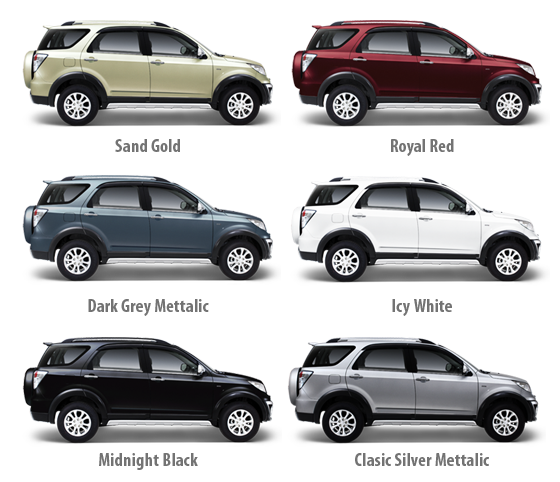 Sand Gold
Royal Red
Dark Grey Mettalic
Icy White
Midnight Black
Clasic Silver Mettalic